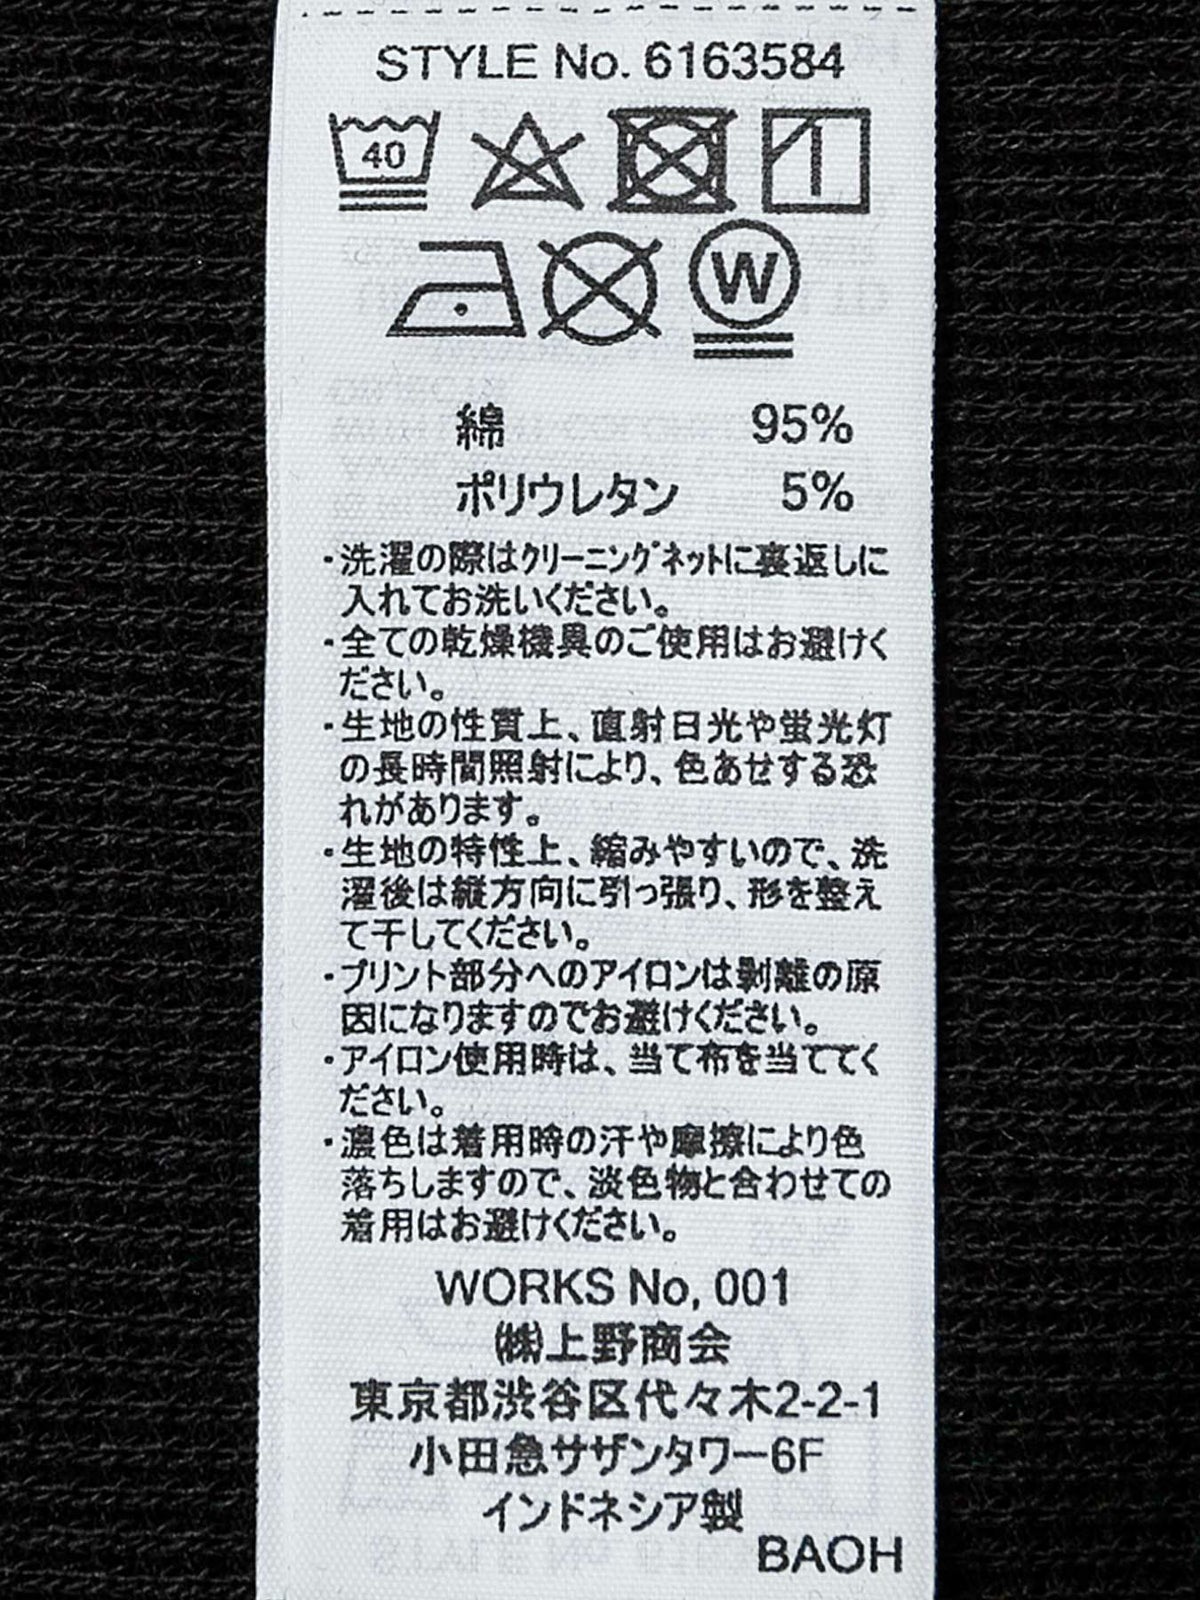 STYLE No. 6163584
40
W
綿 95%
ポリウレタン 5%
・洗濯の際はクリーニングネットに裏返しに
入れてお洗いください。
・全ての乾燥機具のご使用はお避けく
ださい。
・生地の性質上、直射日光や蛍光灯
の長時間照射により、色あせする恐
れがあります。
・生地の特性上、縮みやすいので、洗
濯後は縦方向に引っ張り、形を整え
て干してください。
・プリント部分へのアイロンは剥離の原
因になりますのでお避けください。
・アイロン使用時は、当て布を当ててく
ださい。
・濃色は着用時の汗や摩擦により色
落ちしますので、淡色物と合わせての
着用はお避けください。
WORKS No, 001
㈱上野商会
東京都渋谷区代々木2-2-1
小田急サザンタワー6F
インドネシア製
BAOH